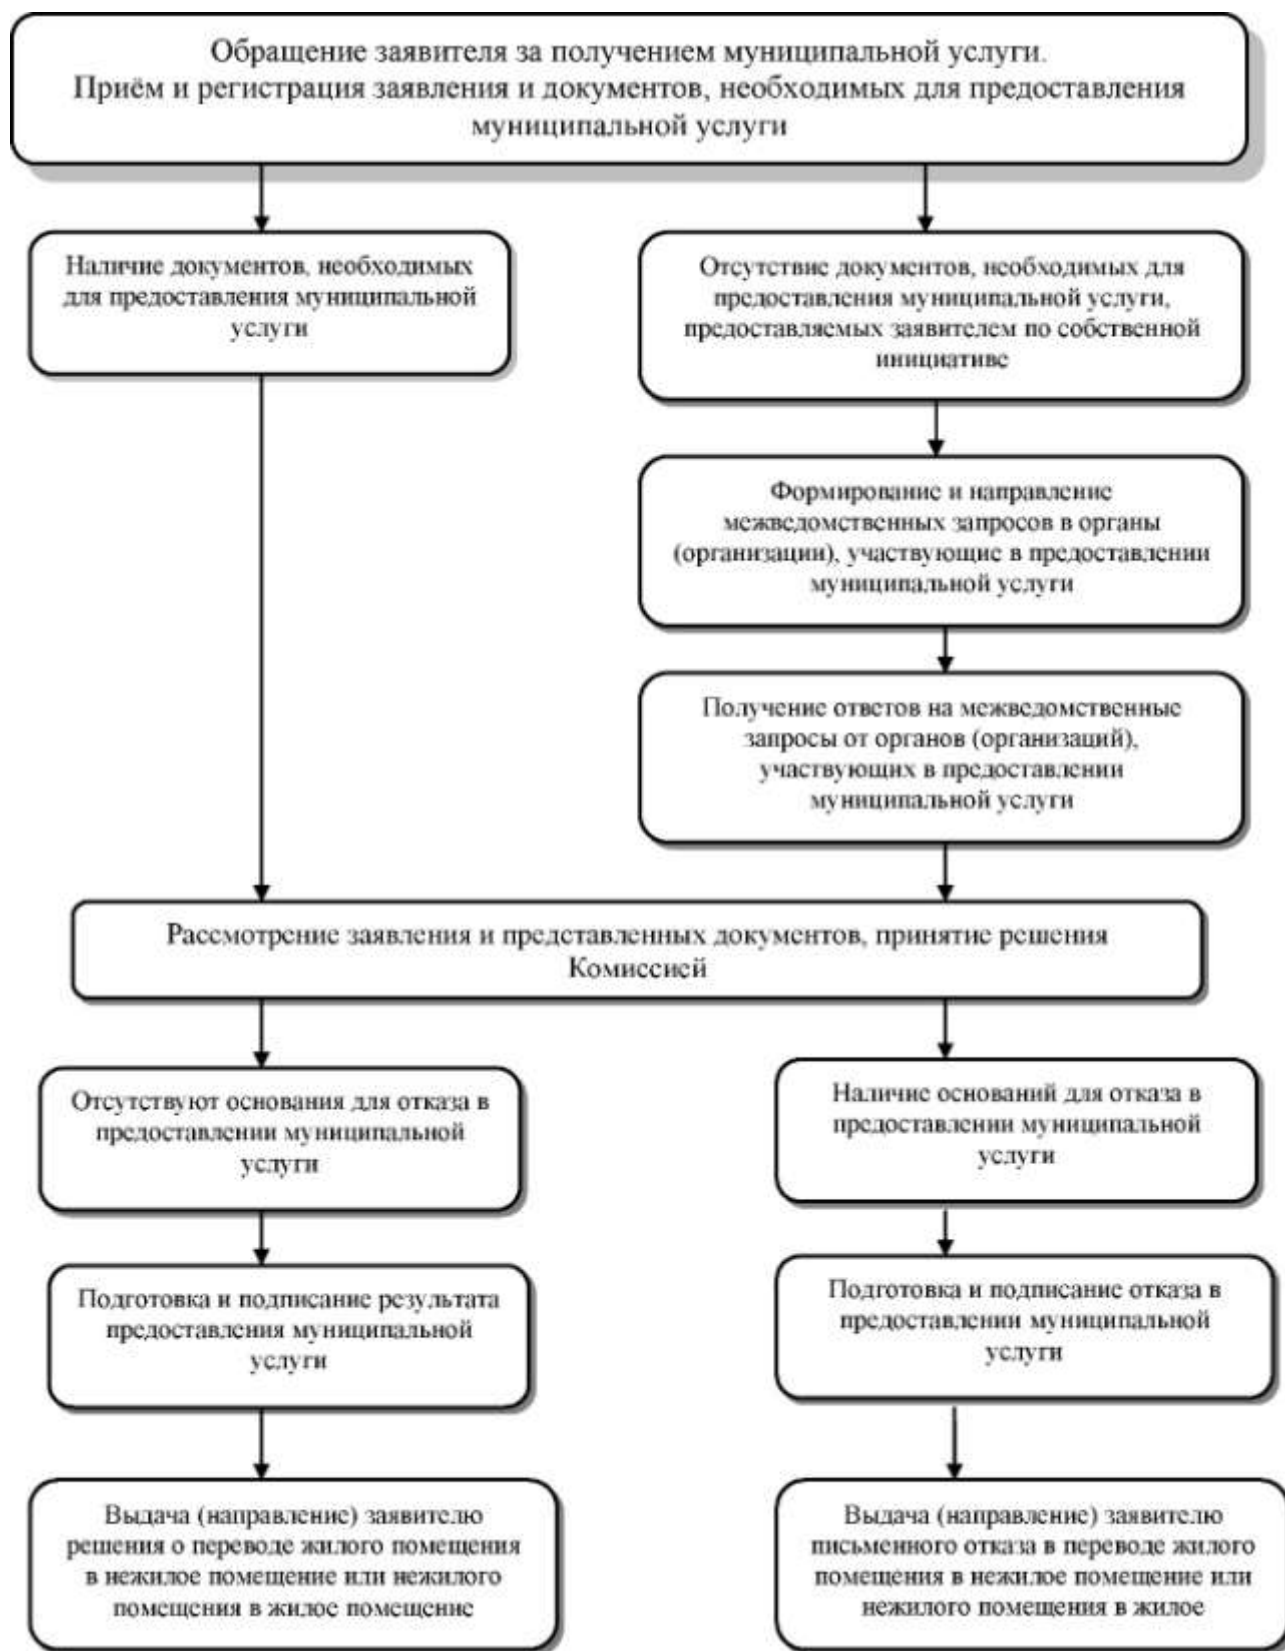 Обращение заявителя за получением муниципальной услуги.
Приём и регистрация заявления и документов, необходимых для предоставления
муниципальной услуги
Наличие документов, необходимых
для предоставления муниципальной
услуги
Отсутствие документов, необходимых для
предоставления муниципальной услуги,
предоставляемых заявителем по собственной
инициативе
Формирование и направление
межведомственных запросов в органы
(организации), участвующие в предоставлении
муниципальной услуги
Получение ответов на межведомственные
запросы от органов (организаций),
участвующих в предоставлении
муниципальной услуги
Рассмотрение заявления и представленных документов, принятие решения
Комиссией
Отсутствуют основания для отказа в
предоставлении муниципальной
услуги
Наличие оснований для отказа в
предоставлении муниципальной
услуги
Подготовка и подписание результата
предоставления муниципальной
услуги
Подготовка и подписание отказа в
предоставлении муниципальной
услуги
Выдача (направление) заявителю
решения о переводе жилого помещения
в нежилое помещение или нежилого
помещения в жилое помещение
Выдача (направление) заявителю
письменного отказа в переводе жилого
помещения в нежилое помещение или
нежилого помещения в жилое